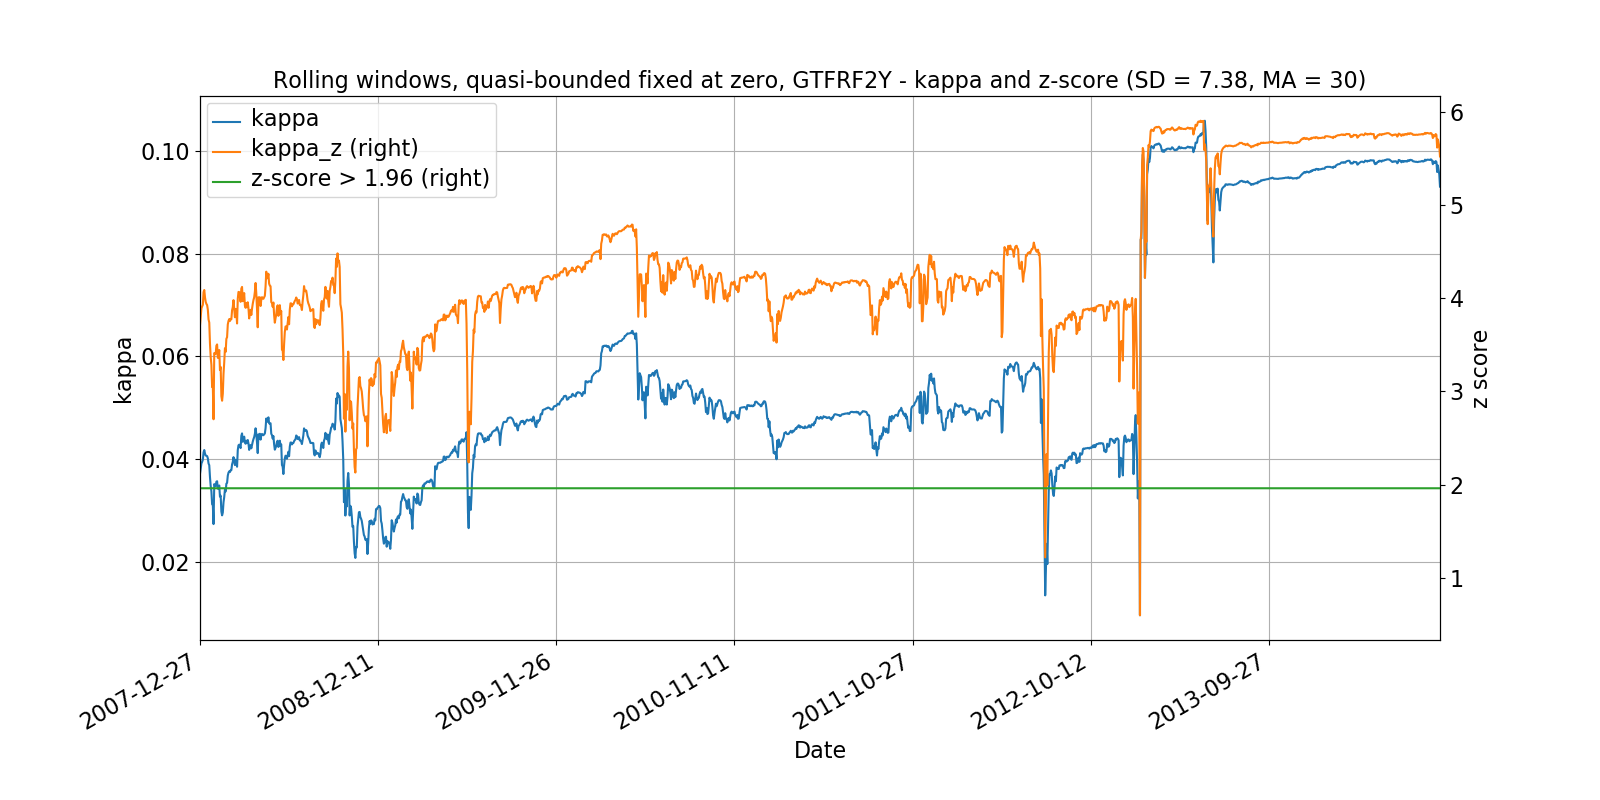 Rolling windows, quasi-bounded fixed at zero, GTFRF2Y - kappa and z-score (SD = 7.38, MA = 30)
kappa
kappa_z (right)
z-score > 1.96 (right)
0.10
0.08
0.06
0.04
0.02
kappa
6
5
4
3
2
1
z score
2007-12-27
2008-12-11
2009-11-26
2010-11-11
2011-10-27
2012-10-12
2013-09-27
Date